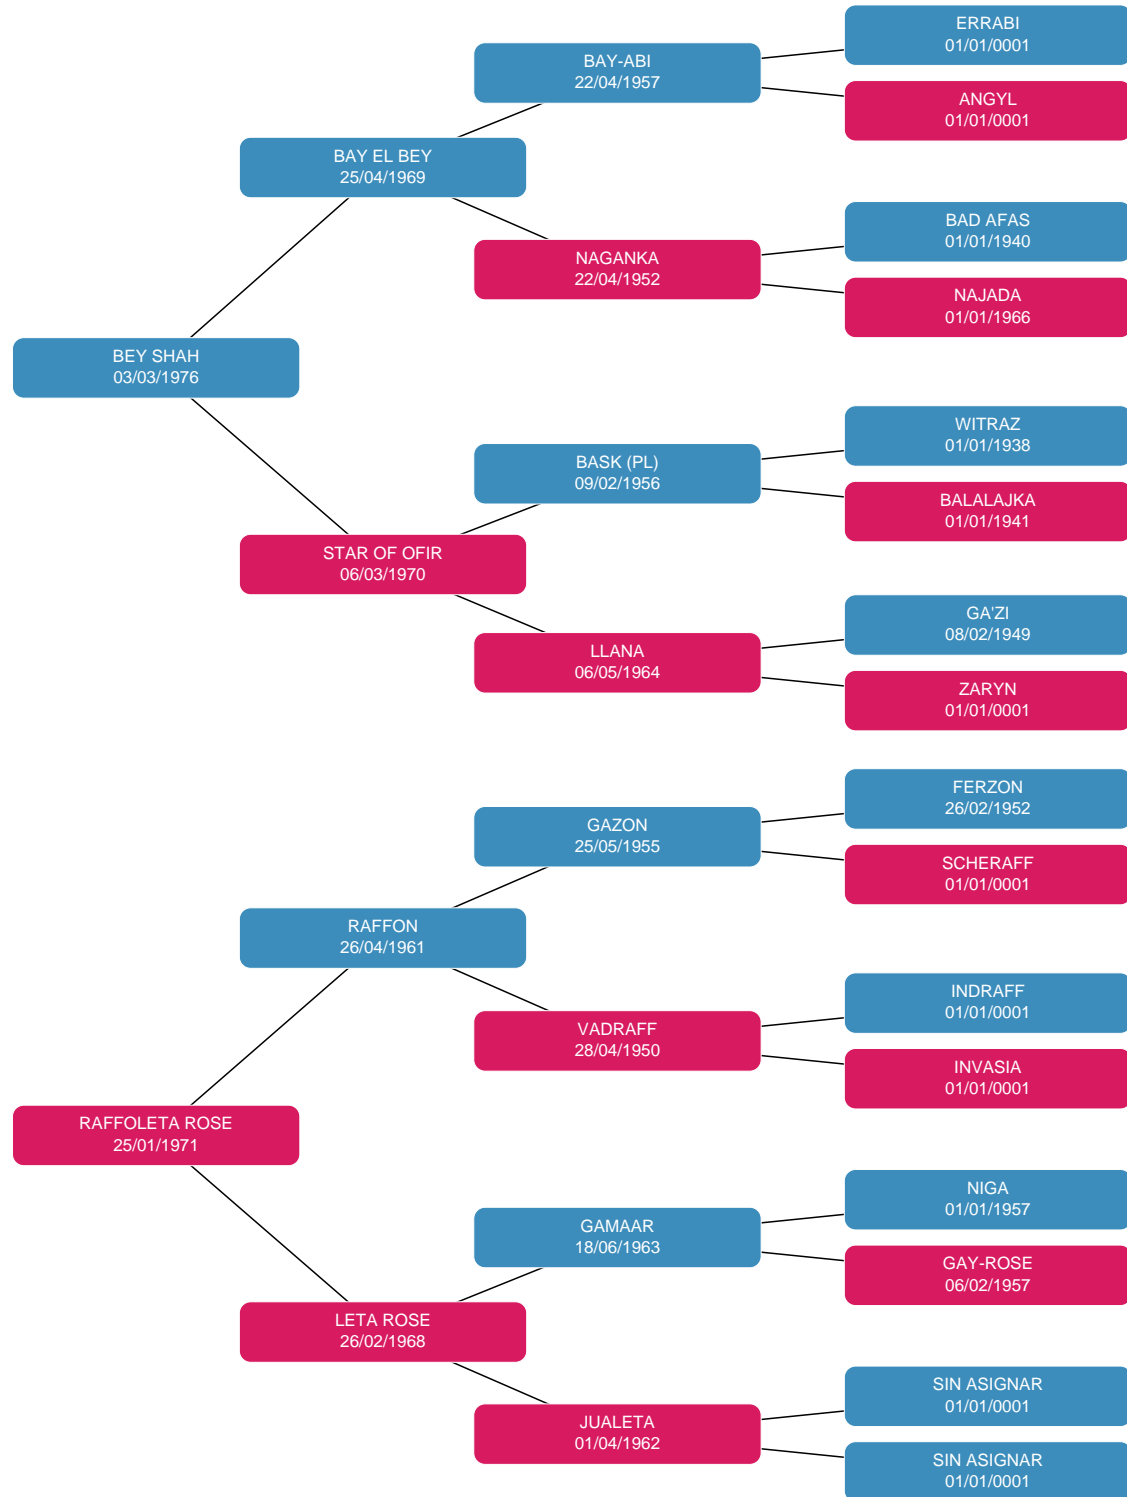 ERRABI
01/01/0001
BAY-ABI
22/04/1957
ANGYL
01/01/0001
BAY EL BEY
25/04/1969
BAD AFAS
01/01/1940
NAGANKA
22/04/1952
NAJADA
01/01/1966
BEY SHAH
03/03/1976
WITRAZ
01/01/1938
BASK (PL)
09/02/1956
BALALAJKA
01/01/1941
STAR OF OFIR
06/03/1970
GA'ZI
08/02/1949
LLANA
06/05/1964
ZARYN
01/01/0001
FERZON
26/02/1952
GAZON
25/05/1955
SCHERAFF
01/01/0001
RAFFON
26/04/1961
INDRAFF
01/01/0001
VADRAFF
28/04/1950
INVASIA
01/01/0001
RAFFOLETA ROSE
25/01/1971
NIGA
01/01/1957
GAMAAR
18/06/1963
GAY-ROSE
06/02/1957
LETA ROSE
26/02/1968
SIN ASIGNAR
01/01/0001
JUALETA
01/04/1962
SIN ASIGNAR
01/01/0001